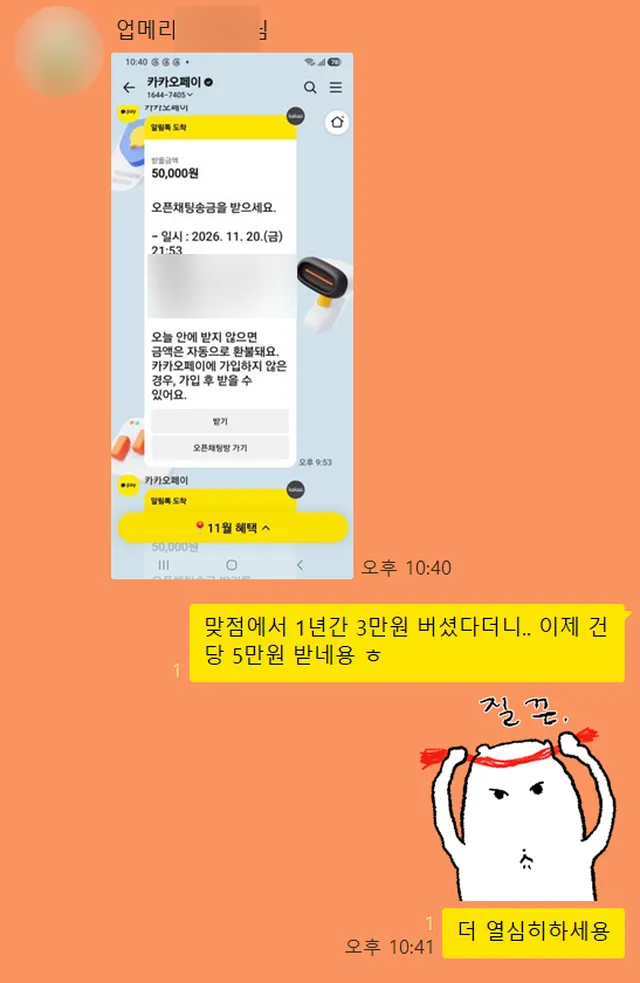 업메리
님
10:40
70
카카오페이
1644-7405
pay
카카오페이
kakao
알림톡 도착
받을금액
50,000원
오픈채팅송금을 받으세요.
- 일시 : 2026. 11. 20.(금)
21:53
오늘 안에 받지 않으면
금액은 자동으로 환불돼요.
카카오페이에 가입하지 않은
경우, 가입 후 받을 수
있어요.
받기
오픈채팅방 가기
오후 9:53
pay
카카오페이
kakao
알림톡 도착
📍11월 혜택
50,000원
오후 10:40
맞점에서 1년간 3만원 버셨다더니.. 이제 건
당 5만원 받네용 ㅎ
1
질끈.
더 열심히하세용
1
오후 10:41